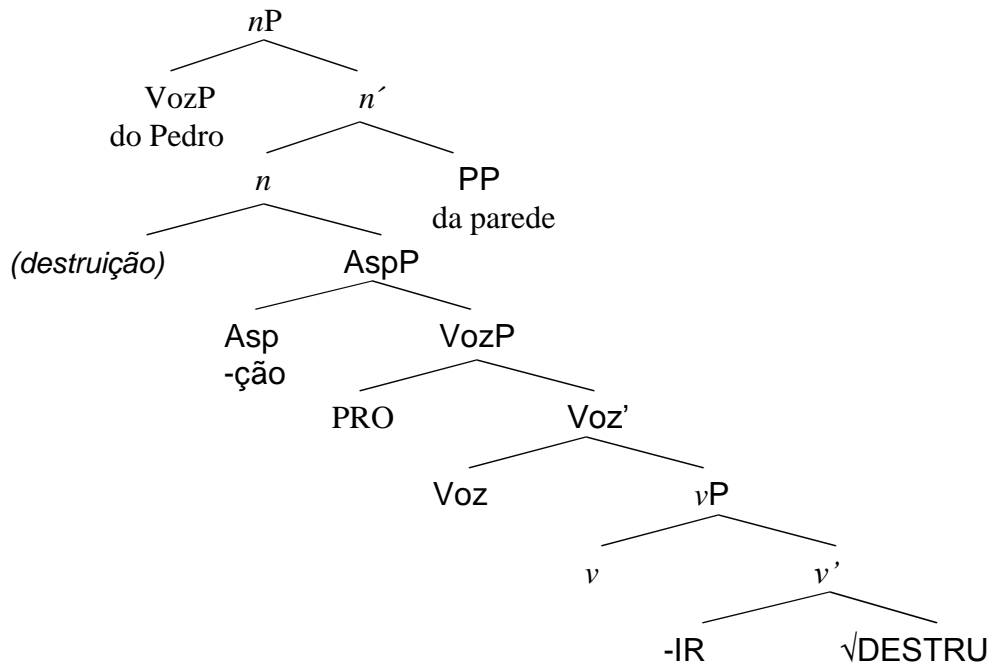 nP
VozP n´
do Pedro
n PP
da parede
(destruição) AspP
Asp VozP
-ção
PRO Voz’
Voz vP
v v’
-IR √DESTRU